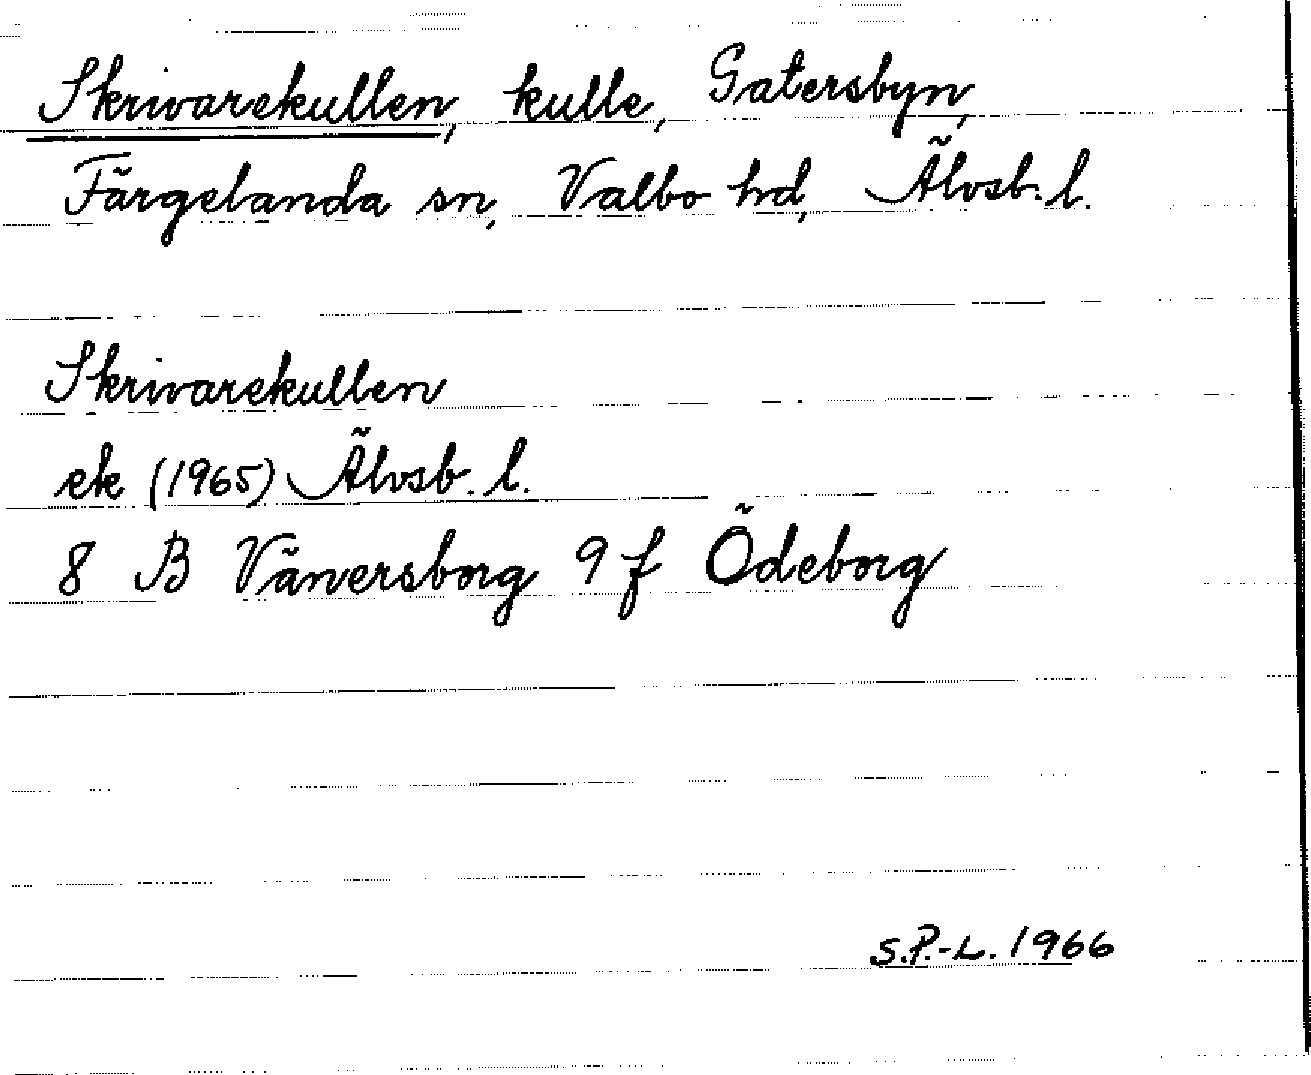 Skrivarekullen, kulle, Gatersbyn,
Färgelanda sn, Valbo hd, Älvsb. l.
Skrivarekullen
ek (1965) Älvsb. l.
8 B Vänersborg 9 f Ödeborg
S.P.-L. 1966